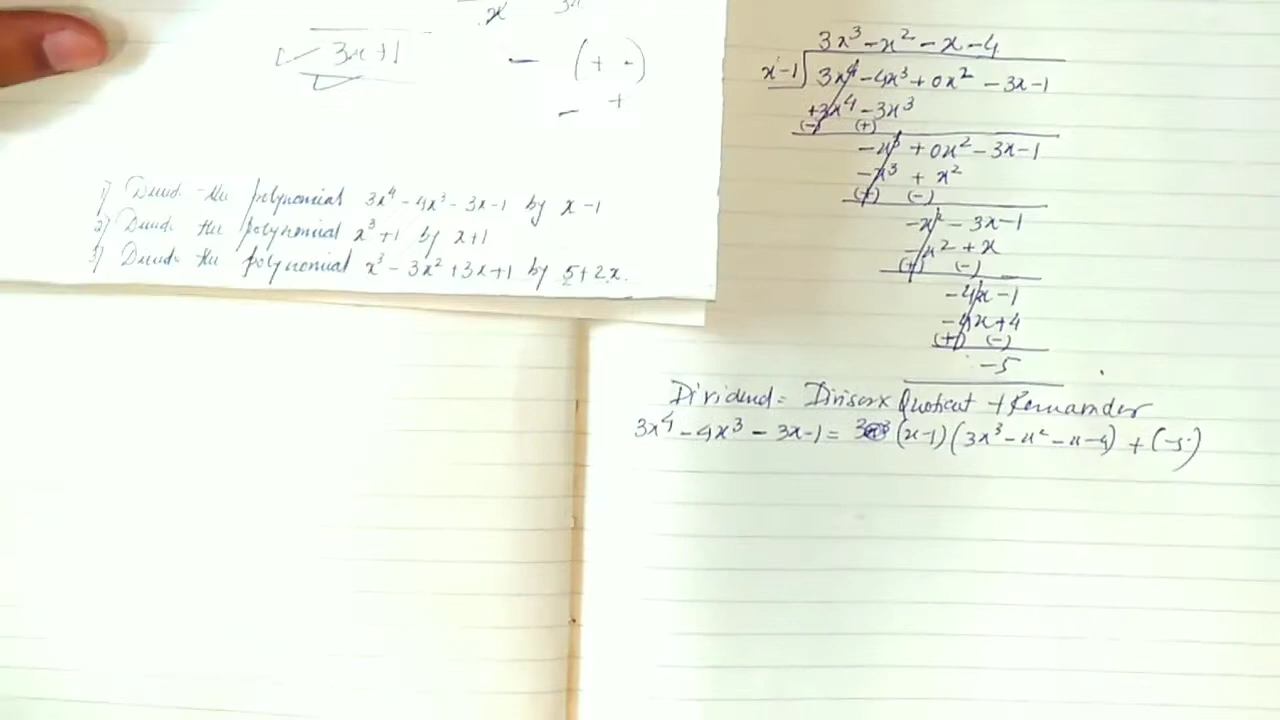 x 3x
3x+1
— (+ -)
— +
1) Divide the polynomial 3x⁴ - 4x³ - 3x - 1 by x - 1
2) Divide the polynomial x³+1 by x+1
3) Divide the polynomial x³ - 3x² + 3x + 1 by 5 + 2x.
3x³ - x² - x - 4
x-1 ) 3x⁴ - 4x³ + 0x² - 3x - 1
+3x⁴ - 3x³
(-) (+)
-x³ + 0x² - 3x - 1
-x³ + x²
(+) (-)
-x² - 3x - 1
-x² + x
(+) (-)
-4x - 1
-4x + 4
(+) (-)
-5
Dividend = Divisor x Quotient + Remainder
3x⁴ - 4x³ - 3x - 1 = (x-1) (3x³ - x² - x - 4) + (-5)